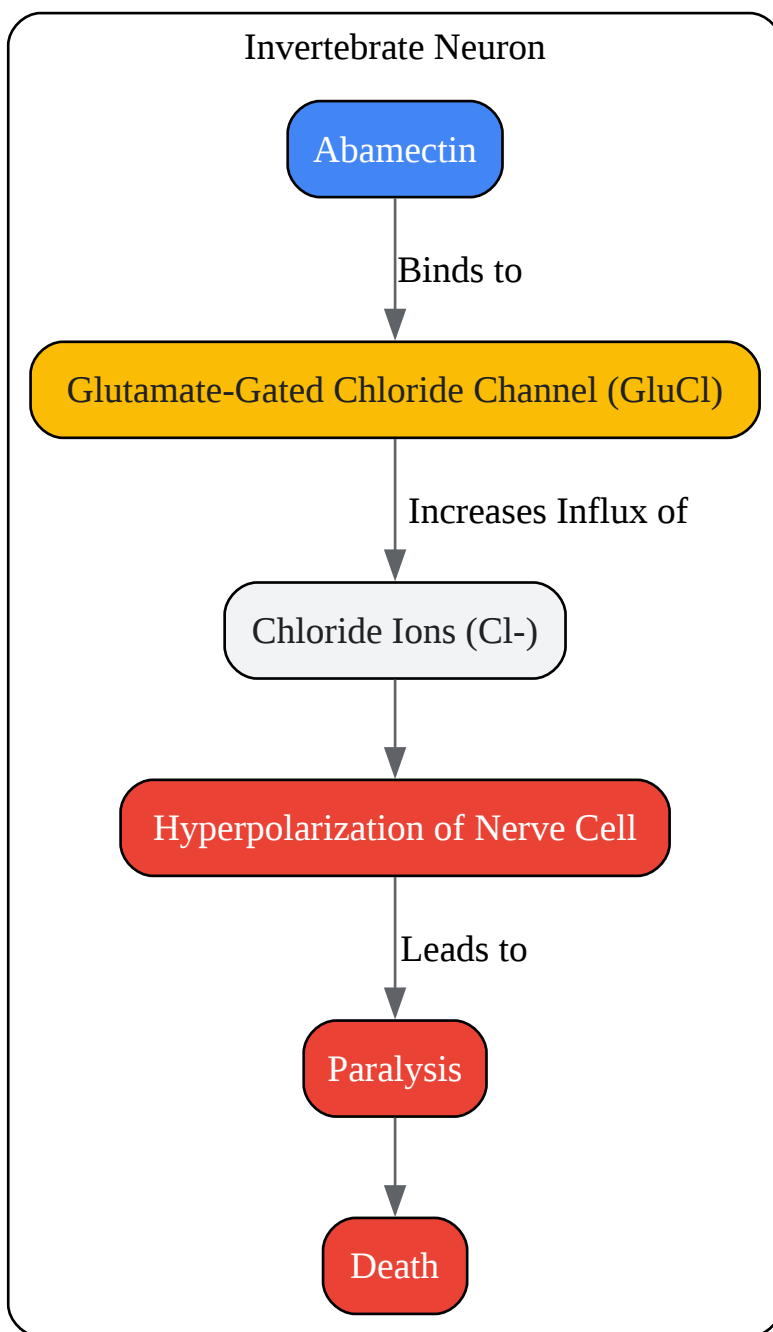 Invertebrate Neuron
Abamectin
Binds to
Glutamate-Gated Chloride Channel (GluCl)
Increases Influx of
Chloride Ions (Cl-)
Hyperpolarization of Nerve Cell
Leads to
Paralysis
Death